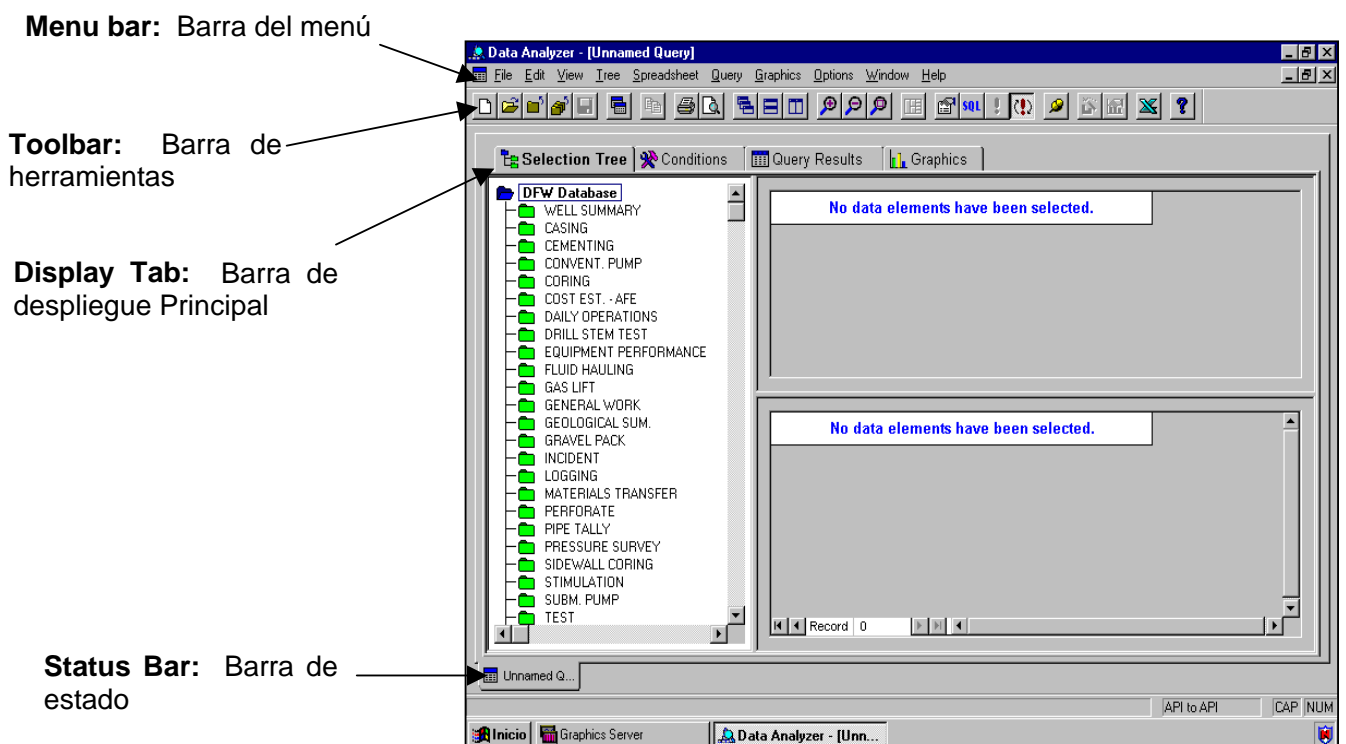 Menu bar: Barra del menú
Toolbar: Barra de
herramientas
Display Tab: Barra de
despliegue Principal
Status Bar: Barra de
estado
Data Analyzer - [Unnamed Query]
File Edit View Tree Spreadsheet Query Graphics Options Window Help
SQL
Selection Tree Conditions Query Results Graphics
DFW Database
WELL SUMMARY
CASING
CEMENTING
CONVENT. PUMP
CORING
COST EST. - AFE
DAILY OPERATIONS
DRILL STEM TEST
EQUIPMENT PERFORMANCE
FLUID HAULING
GAS LIFT
GENERAL WORK
GEOLOGICAL SUM.
GRAVEL PACK
INCIDENT
LOGGING
MATERIALS TRANSFER
PERFORATE
PIPE TALLY
PRESSURE SURVEY
SIDEWALL CORING
STIMULATION
SUBM. PUMP
TEST
No data elements have been selected.
No data elements have been selected.
Record 0
Unnamed Q...
API to API CAP NUM
Inicio Graphics Server Data Analyzer - [Unn...